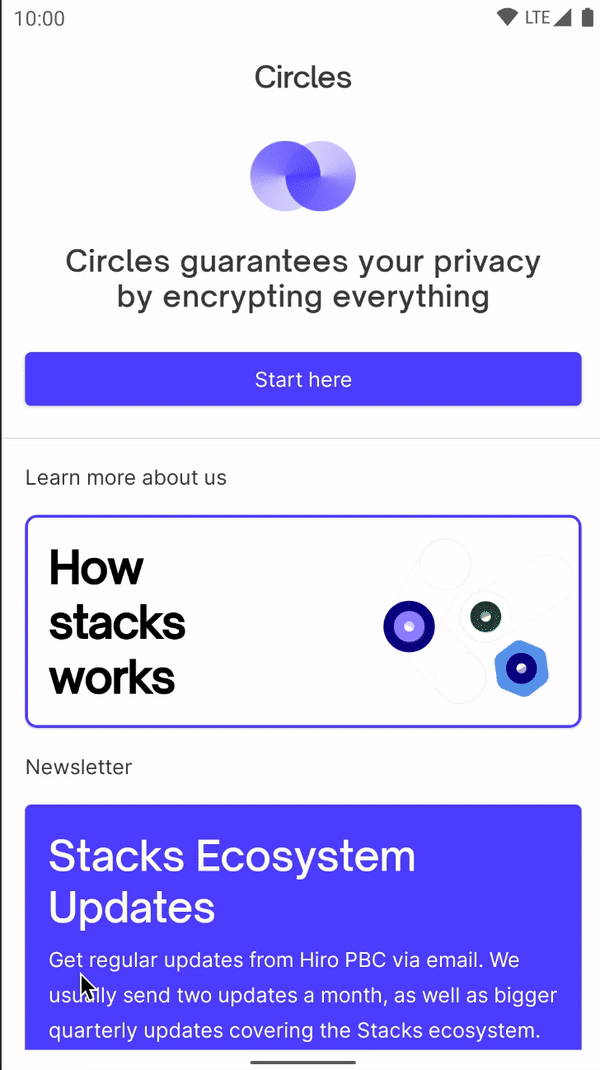 10:00 LTE
Circles
Circles guarantees your privacy
by encrypting everything
Start here
Learn more about us
How
stacks
works
Newsletter
Stacks Ecosystem
Updates
Get regular updates from Hiro PBC via email. We
usually send two updates a month, as well as bigger
quarterly updates covering the Stacks ecosystem.